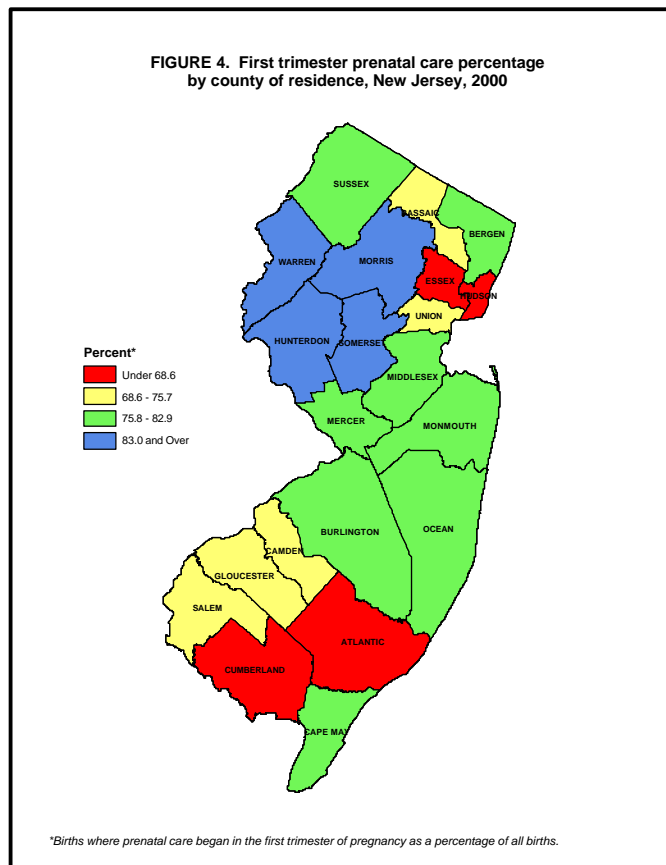 FIGURE 4. First trimester prenatal care percentage
by county of residence, New Jersey, 2000
SUSSEX
PASSAIC
BERGEN
WARREN
MORRIS
ESSEX
HUDSON
UNION
HUNTERDON
SOMERSET
Percent*
Under 68.6
68.6 - 75.7
75.8 - 82.9
83.0 and Over
MIDDLESEX
MERCER
MONMOUTH
BURLINGTON
OCEAN
CAMDEN
GLOUCESTER
SALEM
ATLANTIC
CUMBERLAND
CAPE MAY
*Births where prenatal care began in the first trimester of pregnancy as a percentage of all births.